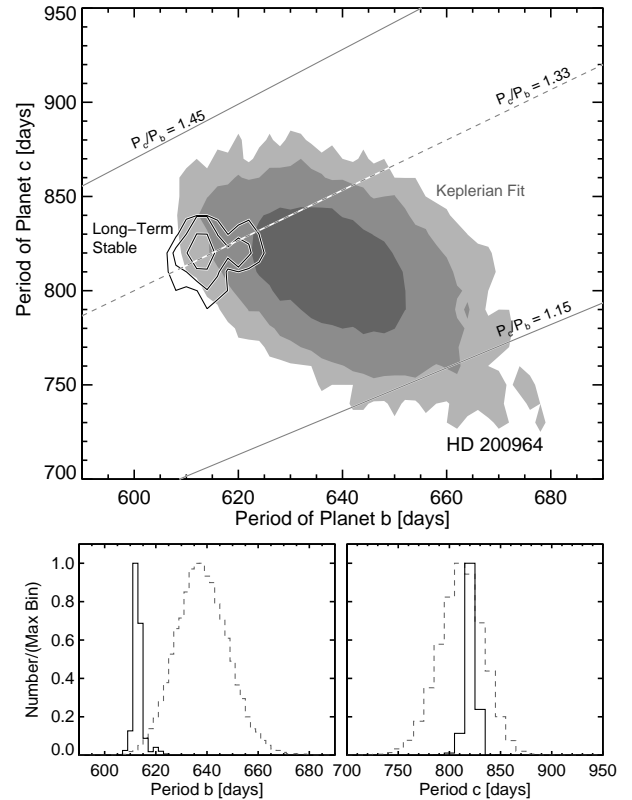 950
900
850
800
750
700
Period of Planet c [days]
P_c/P_b = 1.45
P_c/P_b = 1.33
Keplerian Fit
Long-Term
Stable
P_c/P_b = 1.15
HD 200964
600 620 640 660 680
Period of Planet b [days]
1.0
0.8
0.6
0.4
0.2
0.0
Number/(Max Bin)
600 620 640 660 680
Period b [days]
700 750 800 850 900 950
Period c [days]